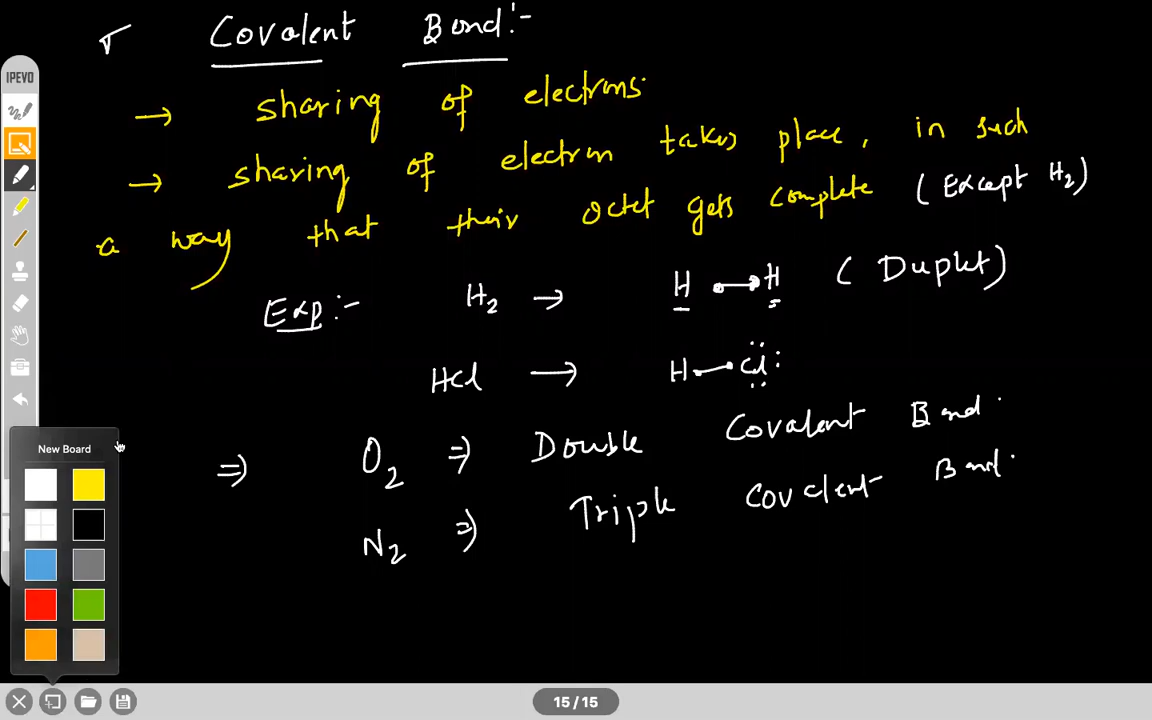 Covalent Bond:-
IPEVO
→ sharing of electrons.
→ sharing of electron takes place, in such
a way that their octet gets complete (Except H2)
Exp:- H2 → H H (Duplet)
HCl → H Cl
⇒ O2 ⇒ Double Covalent Bond.
N2 ⇒ Triple Covalent Bond.
New Board
15/15